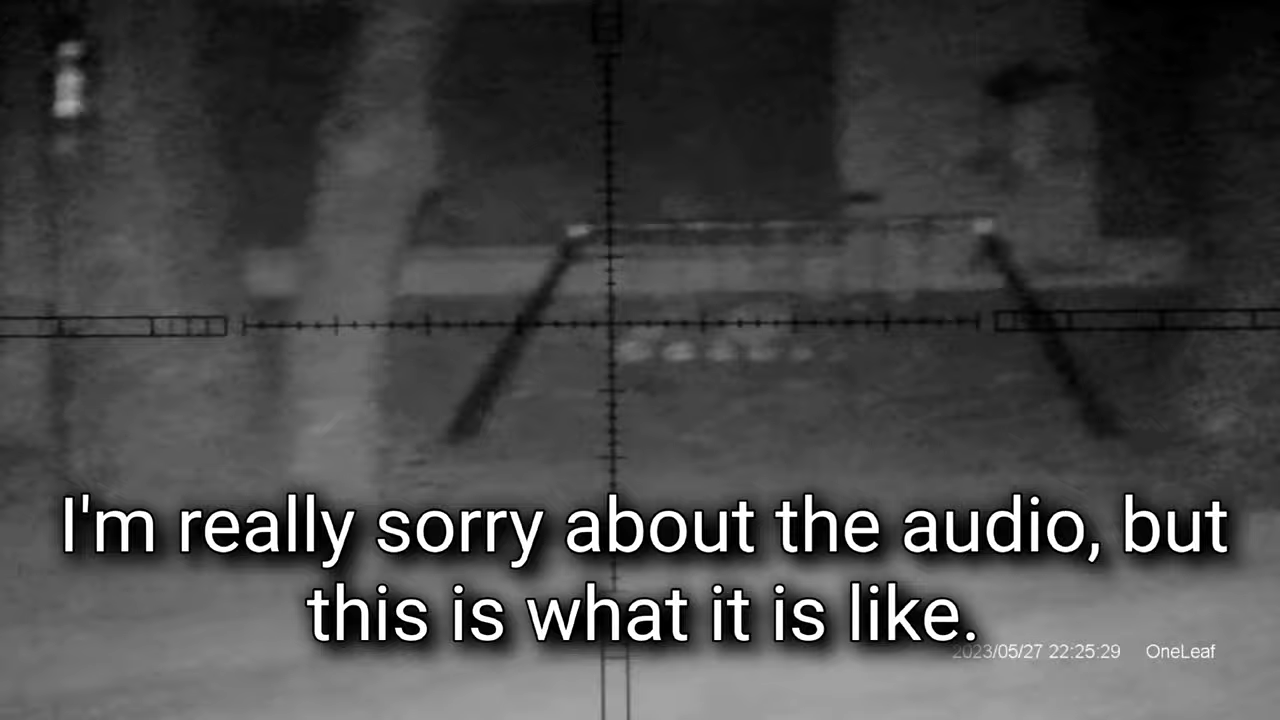 I'm really sorry about the audio, but
this is what it is like.
2023/05/27 22:25:29 OneLeaf